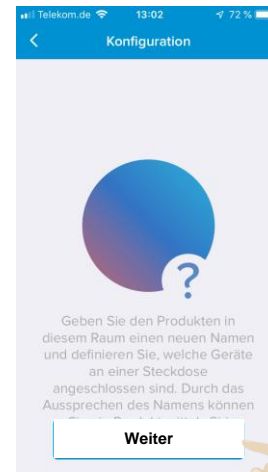 Telekom.de 13:02 72 %
Konfiguration
?
Geben Sie den Produkten in
diesem Raum einen neuen Namen
und definieren Sie, welche Geräte
an einer Steckdose
angeschlossen sind. Durch das
Aussprechen des Namens können
Weiter